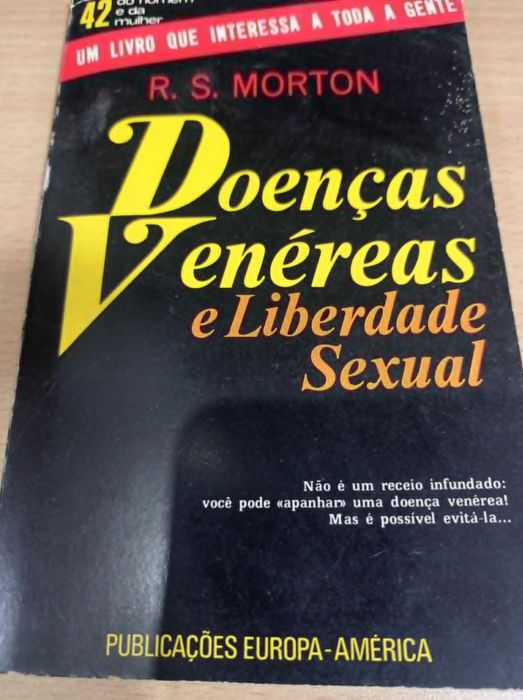 42 do homem
e da
mulher
UM LIVRO QUE INTERESSA A TODA A GENTE
R. S. MORTON
Doenças
Venéreas
e Liberdade
Sexual
Não é um receio infundado:
você pode «apanhar» uma doença venérea!
Mas é possível evitá-la...
PUBLICAÇÕES EUROPA-AMÉRICA